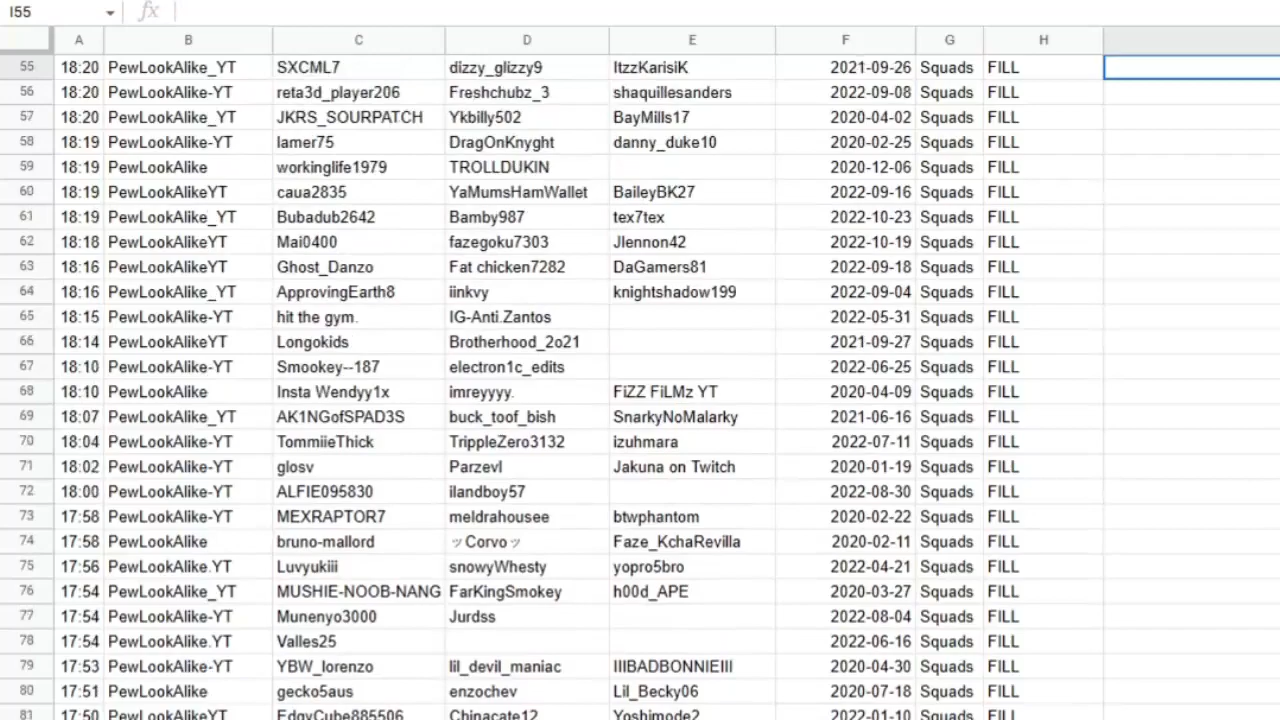 I55 fx
A B C D E F G H
55 18:20 PewLookAlike_YT SXCML7 dizzy_glizzy9 ItzzKarisiK 2021-09-26 Squads FILL
56 18:20 PewLookAlike-YT reta3d_player206 Freshchubz_3 shaquillesanders 2022-09-08 Squads FILL
57 18:20 PewLookAlike_YT JKRS_SOURPATCH Ykbilly502 BayMills17 2020-04-02 Squads FILL
58 18:19 PewLookAlike-YT lamer75 DragOnKnyght danny_duke10 2020-02-25 Squads FILL
59 18:19 PewLookAlike workinglife1979 TROLLDUKIN 2020-12-06 Squads FILL
60 18:19 PewLookAlikeYT caua2835 YaMumsHamWallet BaileyBK27 2022-09-16 Squads FILL
61 18:19 PewLookAlike_YT Bubadub2642 Bamby987 tex7tex 2022-10-23 Squads FILL
62 18:18 PewLookAlikeYT Mai0400 fazegoku7303 Jlennon42 2022-10-19 Squads FILL
63 18:16 PewLookAlikeYT Ghost_Danzo Fat chicken7282 DaGamers81 2022-09-18 Squads FILL
64 18:16 PewLookAlike_YT ApprovingEarth8 iinkvy knightshadow199 2022-09-04 Squads FILL
65 18:15 PewLookAlike-YT hit the gym. IG-Anti.Zantos 2022-05-31 Squads FILL
66 18:14 PewLookAlikeYT Longokids Brotherhood_2o21 2021-09-27 Squads FILL
67 18:10 PewLookAlike-YT Smookey--187 electron1c_edits 2022-06-25 Squads FILL
68 18:10 PewLookAlike Insta Wendyy1x imreyyyy. FiZZ FiLMz YT 2020-04-09 Squads FILL
69 18:07 PewLookAlike_YT AK1NGofSPAD3S buck_toof_bish SnarkyNoMalarky 2021-06-16 Squads FILL
70 18:04 PewLookAlike-YT TommiieThick TrippleZero3132 izuhmara 2022-07-11 Squads FILL
71 18:02 PewLookAlike-YT glosv Parzevl Jakuna on Twitch 2020-01-19 Squads FILL
72 18:00 PewLookAlike-YT ALFIE095830 ilandboy57 2022-08-30 Squads FILL
73 17:58 PewLookAlike-YT MEXRAPTOR7 meldrahousee btwphantom 2020-02-22 Squads FILL
74 17:58 PewLookAlike bruno-mallord ッCorvoッ Faze_KchaRevilla 2020-02-11 Squads FILL
75 17:56 PewLookAlike.YT Luvyukiii snowyWhesty yopro5bro 2022-04-21 Squads FILL
76 17:54 PewLookAlike_YT MUSHIE-NOOB-NANG FarKingSmokey h00d_APE 2020-03-27 Squads FILL
77 17:54 PewLookAlike-YT Munenyo3000 Jurdss 2022-08-04 Squads FILL
78 17:54 PewLookAlike.YT Valles25 2022-06-16 Squads FILL
79 17:53 PewLookAlike-YT YBW_lorenzo lil_devil_maniac IIIBADBONNIEIII 2020-04-30 Squads FILL
80 17:51 PewLookAlike gecko5aus enzochev Lil_Becky06 2020-07-18 Squads FILL
81 17:50 PewLookAlikeYT EdgyCube885506 Chinacate12 Yoshimode2 2022-01-10 Squads FILL